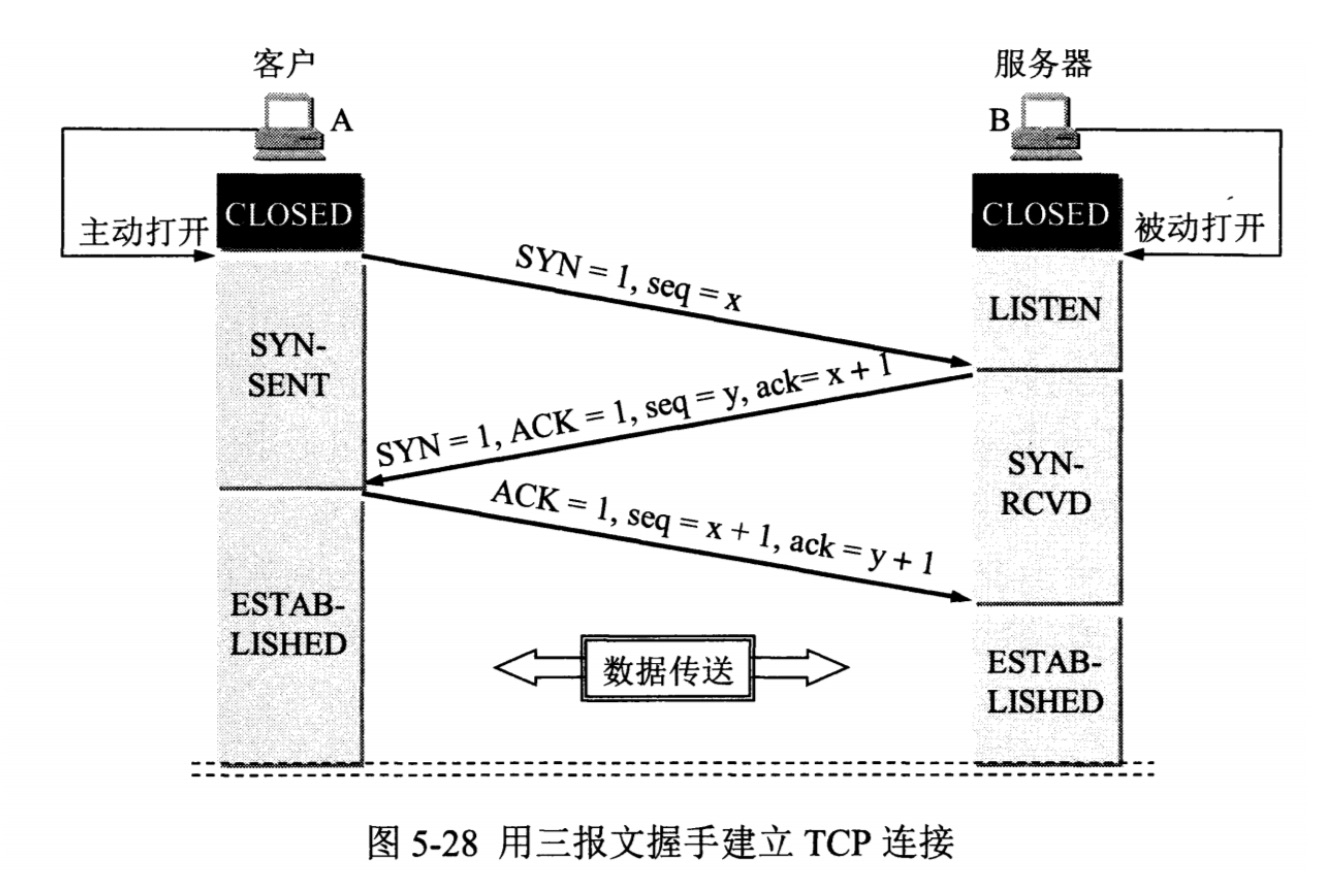 客户
服务器
A
B
CLOSED
CLOSED
主动打开
被动打开
SYN = 1, seq = x
LISTEN
SYN-
SENT
SYN = 1, ACK = 1, seq = y, ack= x + 1
SYN-
RCVD
ACK = 1, seq = x + 1, ack = y + 1
ESTAB-
LISHED
数据传送
ESTAB-
LISHED
图 5-28 用三报文握手建立 TCP 连接